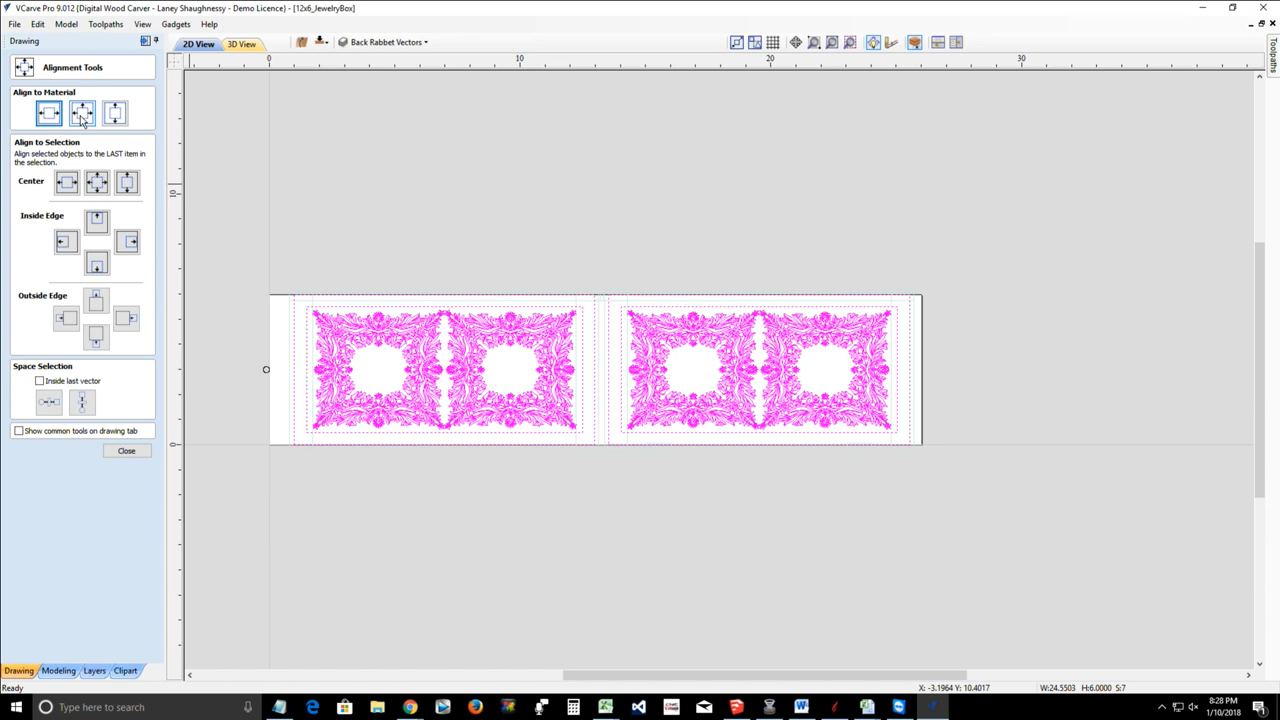 VCarve Pro 9.012 {Digital Wood Carver - Laney Shaughnessy - Demo Licence} - [12x6_JewelryBox]
File Edit Model Toolpaths View Gadgets Help
Drawing
2D View 3D View Back Rabbet Vectors
Toolpaths
0 10 20 30
Alignment Tools
Align to Material
Align to Selection
Align selected objects to the LAST item in
the selection.
Center
10
Inside Edge
Outside Edge
Space Selection
Inside last vector
Show common tools on drawing tab
0
Close
Drawing Modeling Layers Clipart
Ready X: -3.1964 Y: 10.4017 W:24.5503 H:6.0000 S:7
Type here to search
8:28 PM
1/10/2018